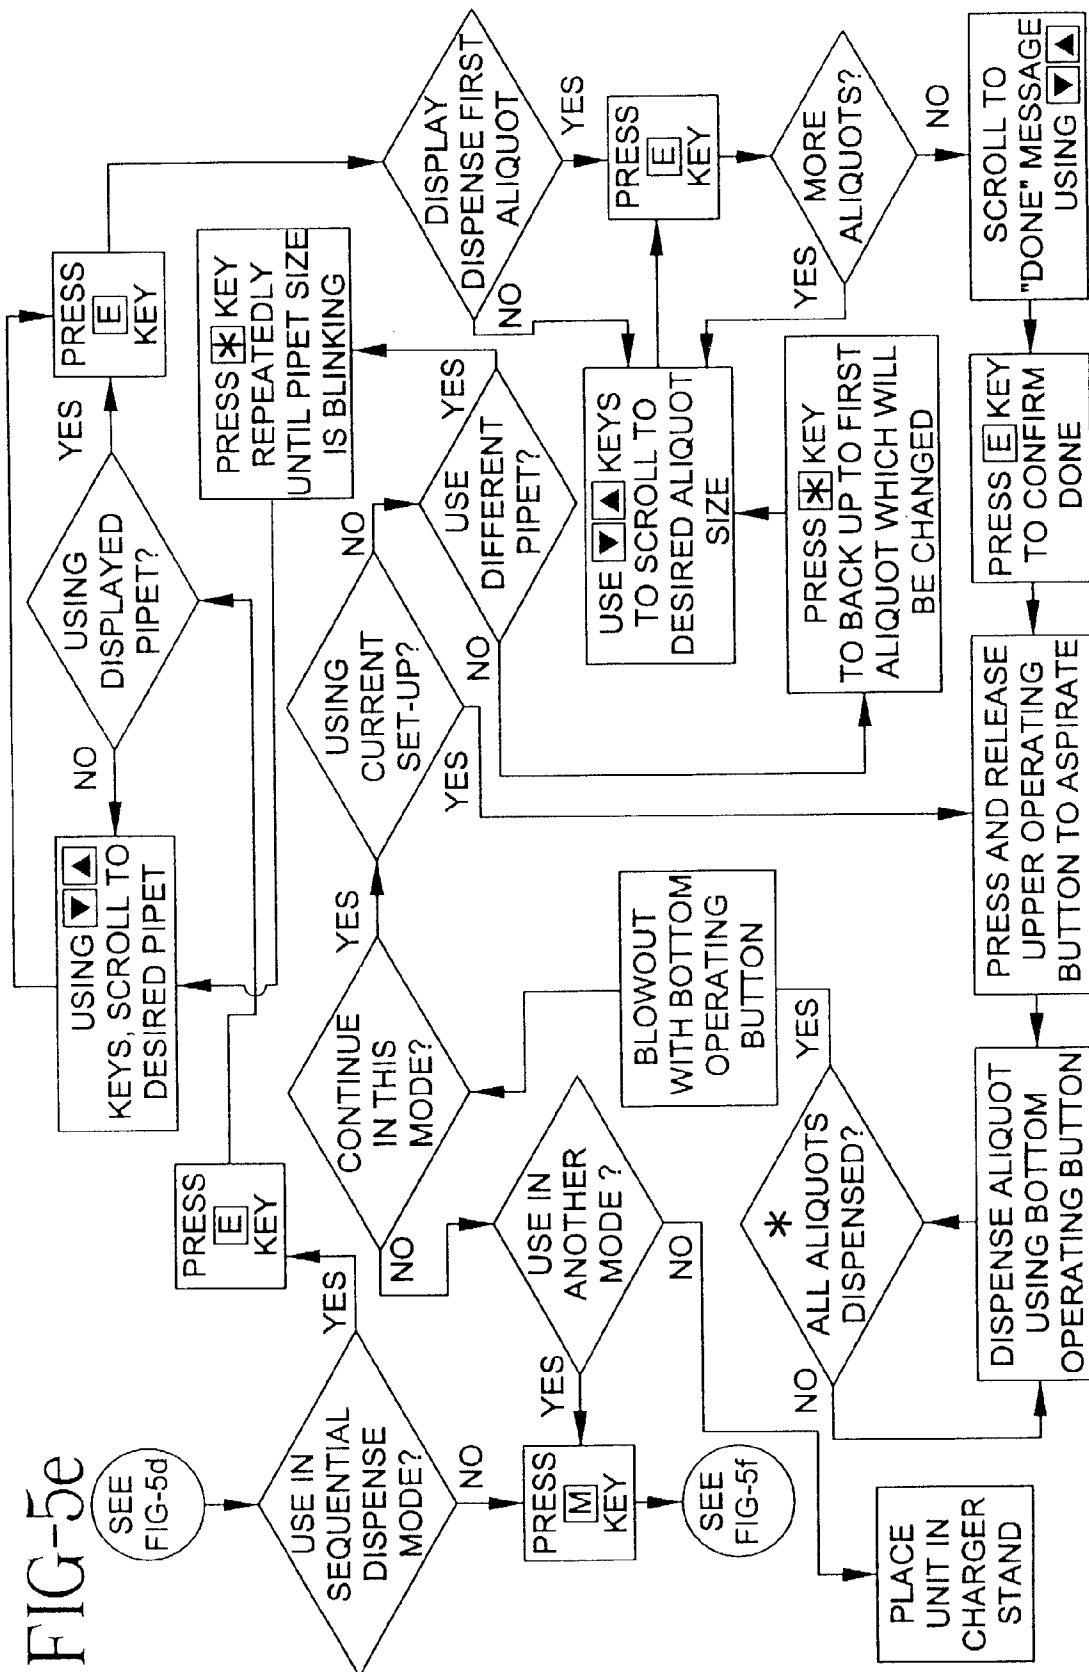 FIG-5e
SEE
FIG-5d
USE IN
SEQUENTIAL
DISPENSE
MODE?
YES
NO
PRESS
E
KEY
PRESS
M
KEY
SEE
FIG-5f
USING
DISPLAYED
PIPET?
YES
NO
USING ▼ ▲
KEYS, SCROLL TO
DESIRED PIPET
PRESS
E
KEY
DISPLAY
DISPENSE FIRST
ALIQUOT
YES
NO
PRESS
E
KEY
MORE
ALIQUOTS?
YES
NO
USE ▼ ▲ KEYS
TO SCROLL TO
DESIRED ALIQUOT
SIZE
SCROLL TO
"DONE" MESSAGE
USING ▼ ▲
PRESS E KEY
TO CONFIRM
DONE
PRESS AND RELEASE
UPPER OPERATING
BUTTON TO ASPIRATE
DISPENSE ALIQUOT
USING BOTTOM
OPERATING BUTTON
*
ALL ALIQUOTS
DISPENSED?
YES
NO
BLOWOUT
WITH BOTTOM
OPERATING
BUTTON
CONTINUE
IN THIS
MODE?
YES
NO
USING
CURRENT
SET-UP?
YES
NO
USE
DIFFERENT
PIPET?
YES
NO
PRESS * KEY
REPEATEDLY
UNTIL PIPET SIZE
IS BLINKING
PRESS * KEY
TO BACK UP TO FIRST
ALIQUOT WHICH WILL
BE CHANGED
USE IN
ANOTHER
MODE ?
YES
NO
PLACE
UNIT IN
CHARGER
STAND